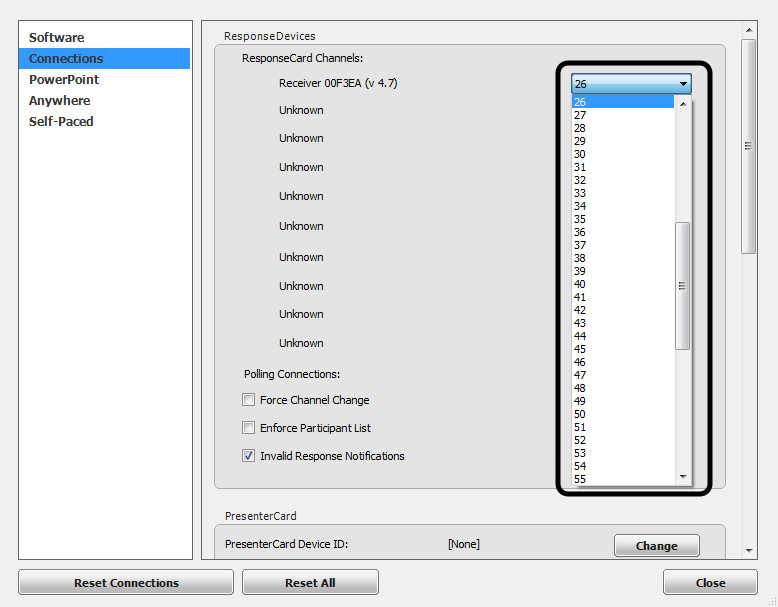 Software
Connections
PowerPoint
Anywhere
Self-Paced
ResponseDevices
ResponseCard Channels:
Receiver 00F3EA (v 4.7)
26
Unknown
Unknown
Unknown
Unknown
Unknown
Unknown
Unknown
Unknown
Unknown
26
27
28
29
30
31
32
33
34
35
36
37
38
39
40
41
42
43
44
45
46
47
48
49
50
51
52
53
54
55
Polling Connections:
Force Channel Change
Enforce Participant List
Invalid Response Notifications
PresenterCard
PresenterCard Device ID: [None] Change
Reset Connections Reset All Close